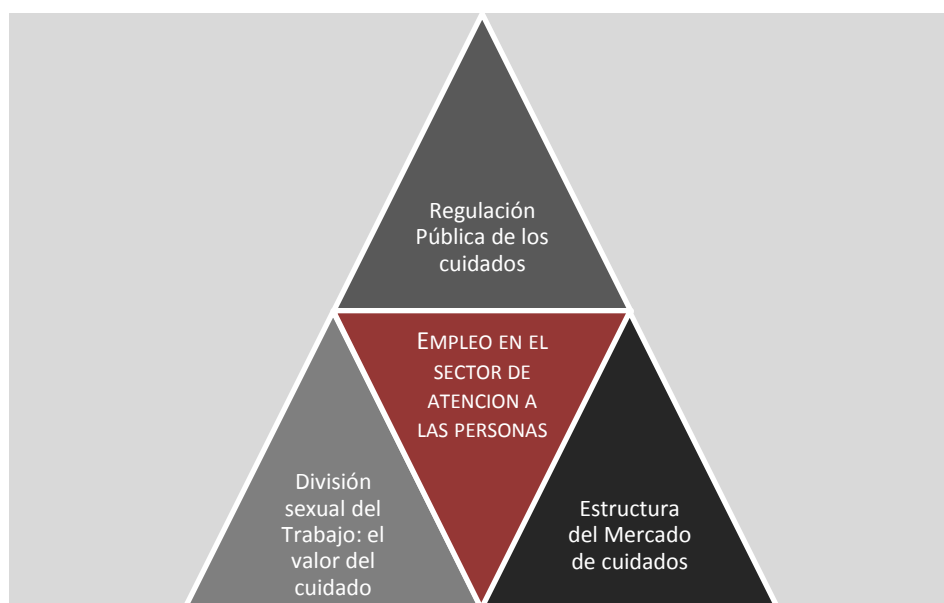 Regulación
Pública de los
cuidados
EMPLEO EN EL
SECTOR DE
ATENCION A
LAS PERSONAS
División
sexual del
Trabajo: el
valor del
cuidado
Estructura
del Mercado
de cuidados